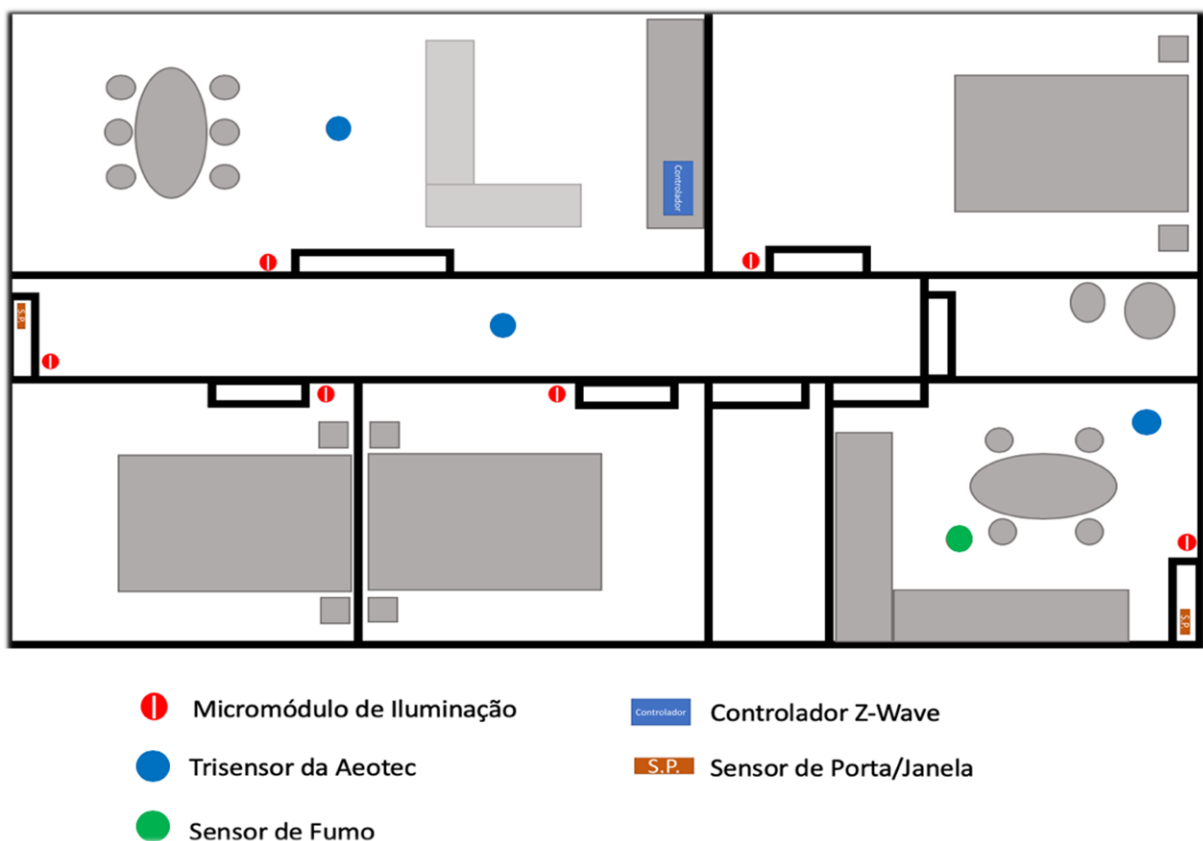 Controlador
S.P.
S.P.
Micromódulo de Iluminação
Controlador Controlador Z-Wave
Trisensor da Aeotec
S.P. Sensor de Porta/Janela
Sensor de Fumo